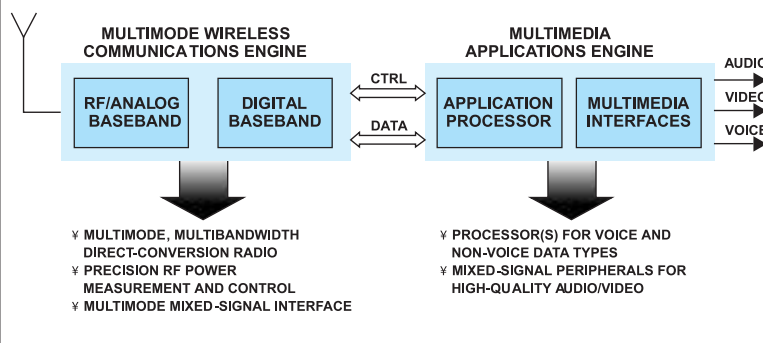 MULTIMODE WIRELESS
COMMUNICATIONS ENGINE
MULTIMEDIA
APPLICATIONS ENGINE
RF/ANALOG
BASEBAND
DIGITAL
BASEBAND
CTRL
DATA
APPLICATION
PROCESSOR
MULTIMEDIA
INTERFACES
AUDIO
VIDEO
VOICE
¥ MULTIMODE, MULTIBANDWIDTH
DIRECT-CONVERSION RADIO
¥ PRECISION RF POWER
MEASUREMENT AND CONTROL
¥ MULTIMODE MIXED-SIGNAL INTERFACE
¥ PROCESSOR(S) FOR VOICE AND
NON-VOICE DATA TYPES
¥ MIXED-SIGNAL PERIPHERALS FOR
HIGH-QUALITY AUDIO/VIDEO